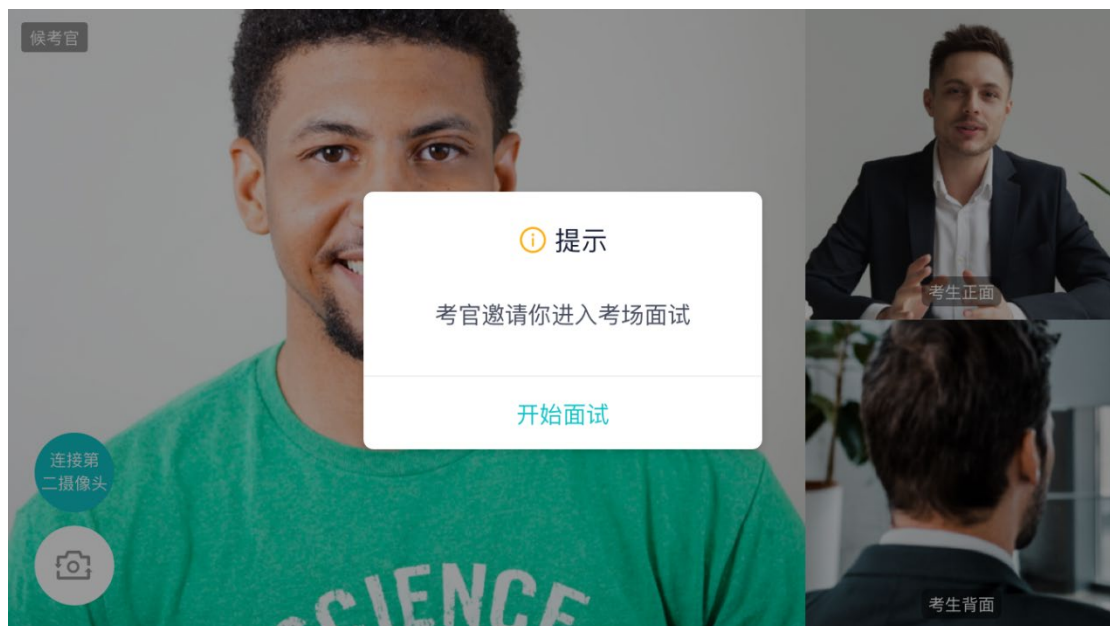 候考官
提示
考官邀请你进入考场面试
考生正面
开始面试
连接第
二摄像头
SCIENCE
考生背面